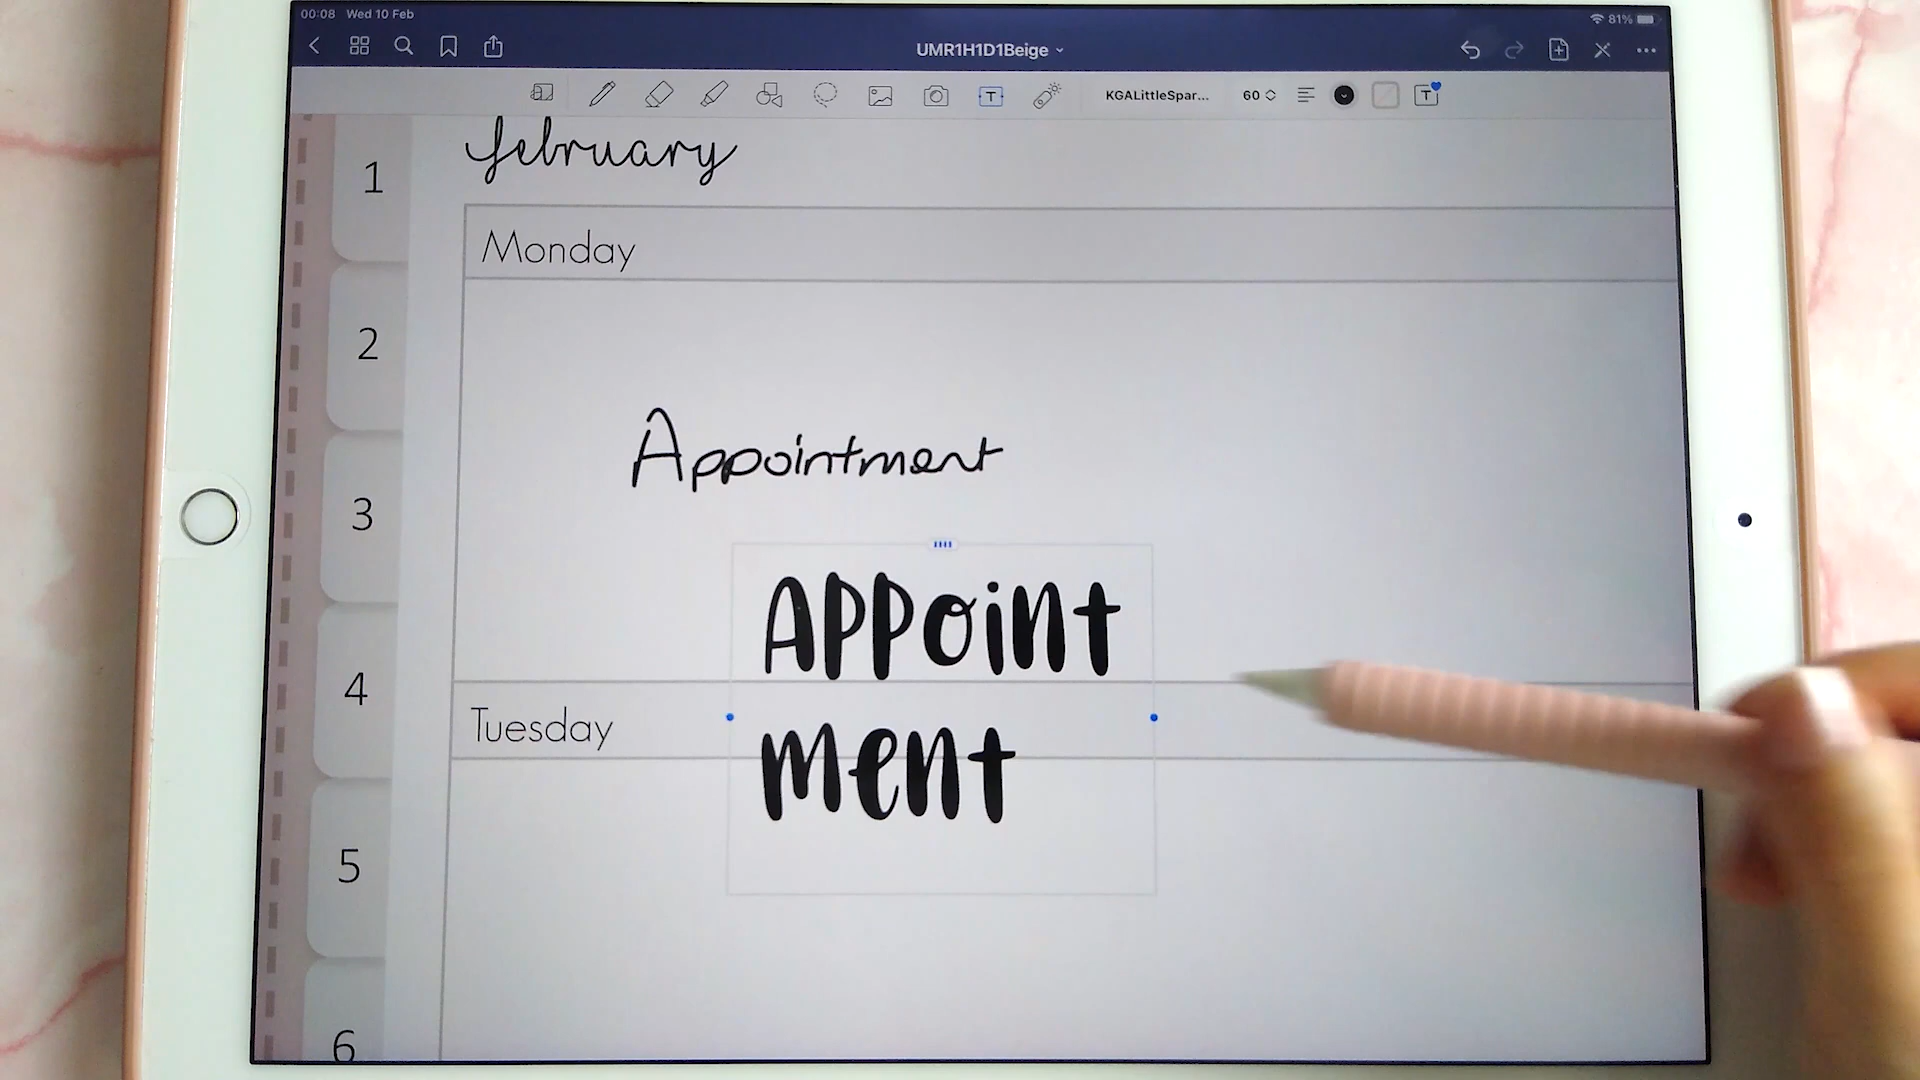 00:08 Wed 10 Feb
81%
UMR1H1D1Beige
T
KGALittleSpar...
60
T
february
1
Monday
2
Appointment
3
Appoint
ment
4
Tuesday
5
6